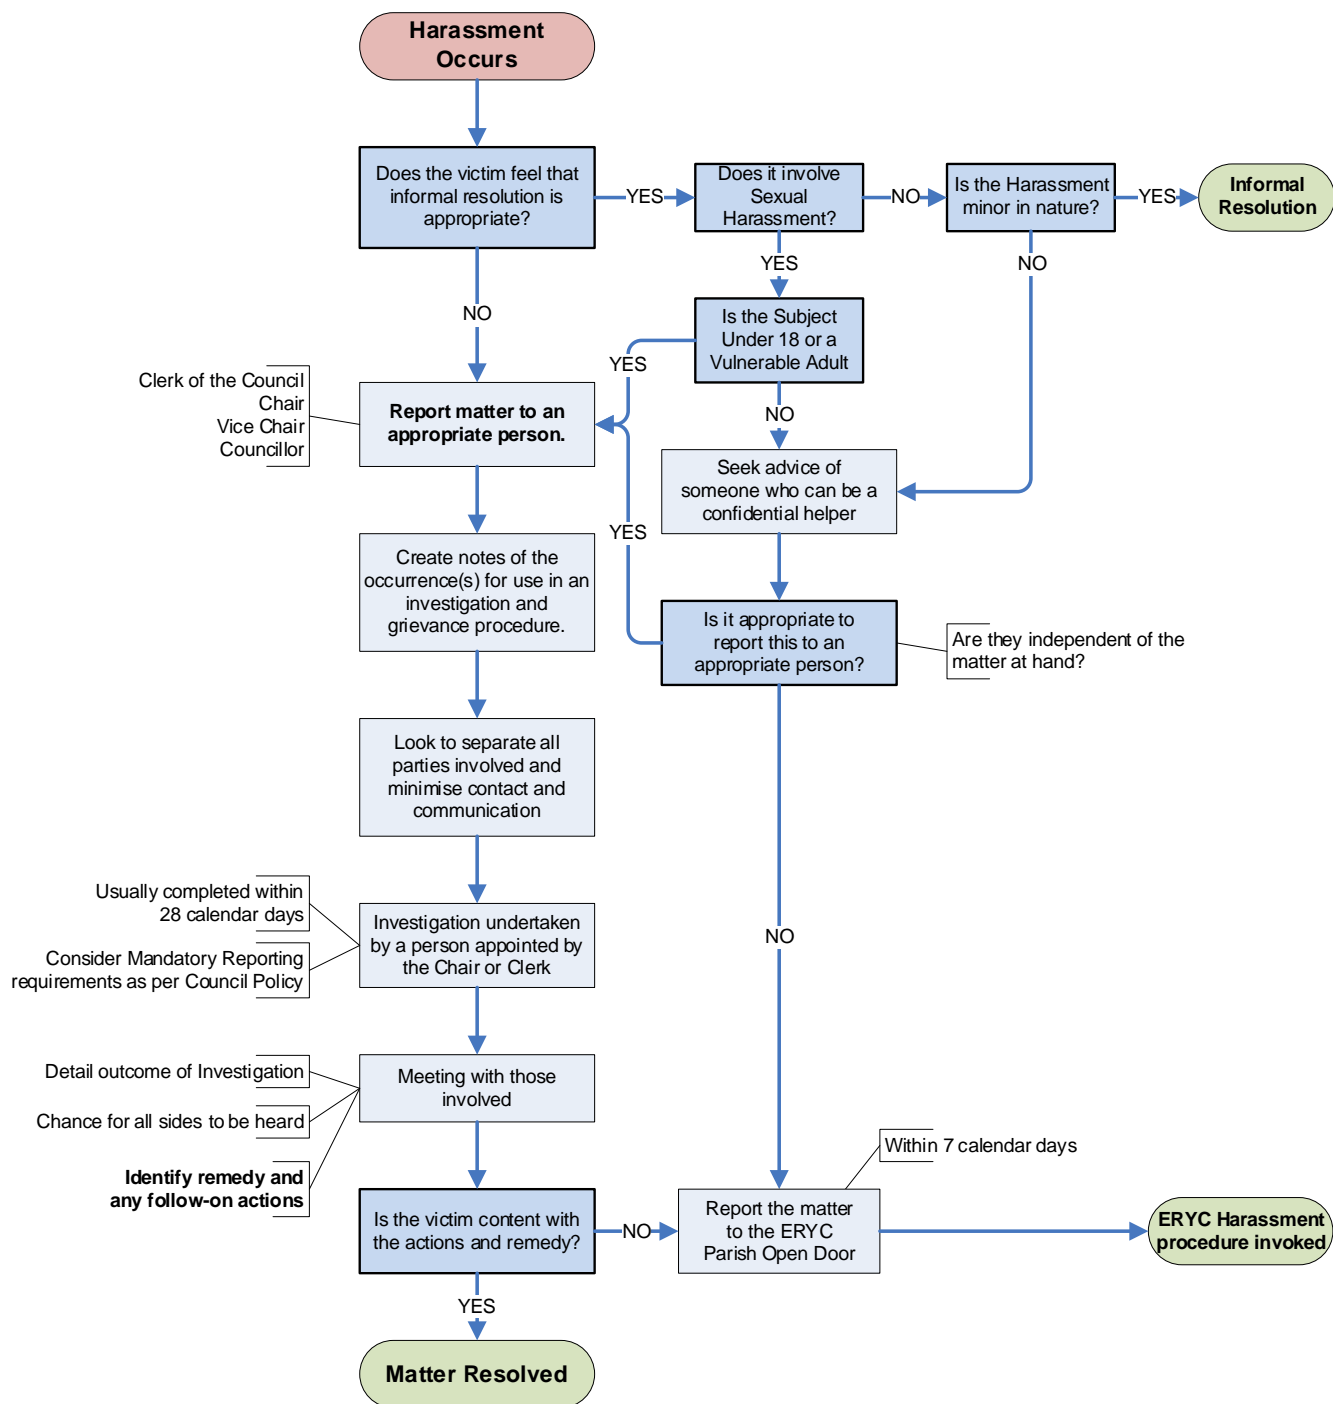 Harassment
Occurs
Does the victim feel that
informal resolution is
appropriate?
YES
Does it involve
Sexual
Harassment?
NO
Is the Harassment
minor in nature?
YES
Informal
Resolution
NO
YES
NO
Is the Subject
Under 18 or a
Vulnerable Adult
YES
NO
Clerk of the Council
Chair
Vice Chair
Councillor
Report matter to an
appropriate person.
Seek advice of
someone who can be a
confidential helper
YES
Create notes of the
occurrence(s) for use in an
investigation and
grievance procedure.
Is it appropriate to
report this to an
appropriate person?
Are they independent of the
matter at hand?
Look to separate all
parties involved and
minimise contact and
communication
Usually completed within
28 calendar days
Consider Mandatory Reporting
requirements as per Council Policy
Investigation undertaken
by a person appointed by
the Chair or Clerk
NO
Detail outcome of Investigation
Chance for all sides to be heard
Identify remedy and
any follow-on actions
Meeting with those
involved
Within 7 calendar days
Is the victim content with
the actions and remedy?
NO
Report the matter
to the ERYC
Parish Open Door
ERYC Harassment
procedure invoked
YES
Matter Resolved